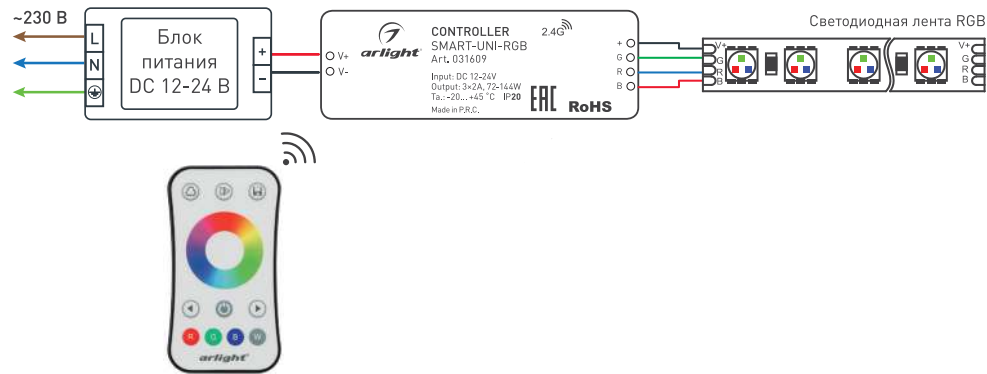 ~230 В
L
N
Блок
питания
DC 12-24 В
+
−
V+
V-
arlight
CONTROLLER
SMART-UNI-RGB
Art. 031609
2.4G
Input: DC 12-24V
Output: 3×2A, 72-144W
Ta.: -20... +45 °C IP20
Made in P.R.C.
EAC
RoHS
+
G
R
B
Светодиодная лента RGB
V+
G
R
B
V+
G
R
B
R
G
B
W
arlight